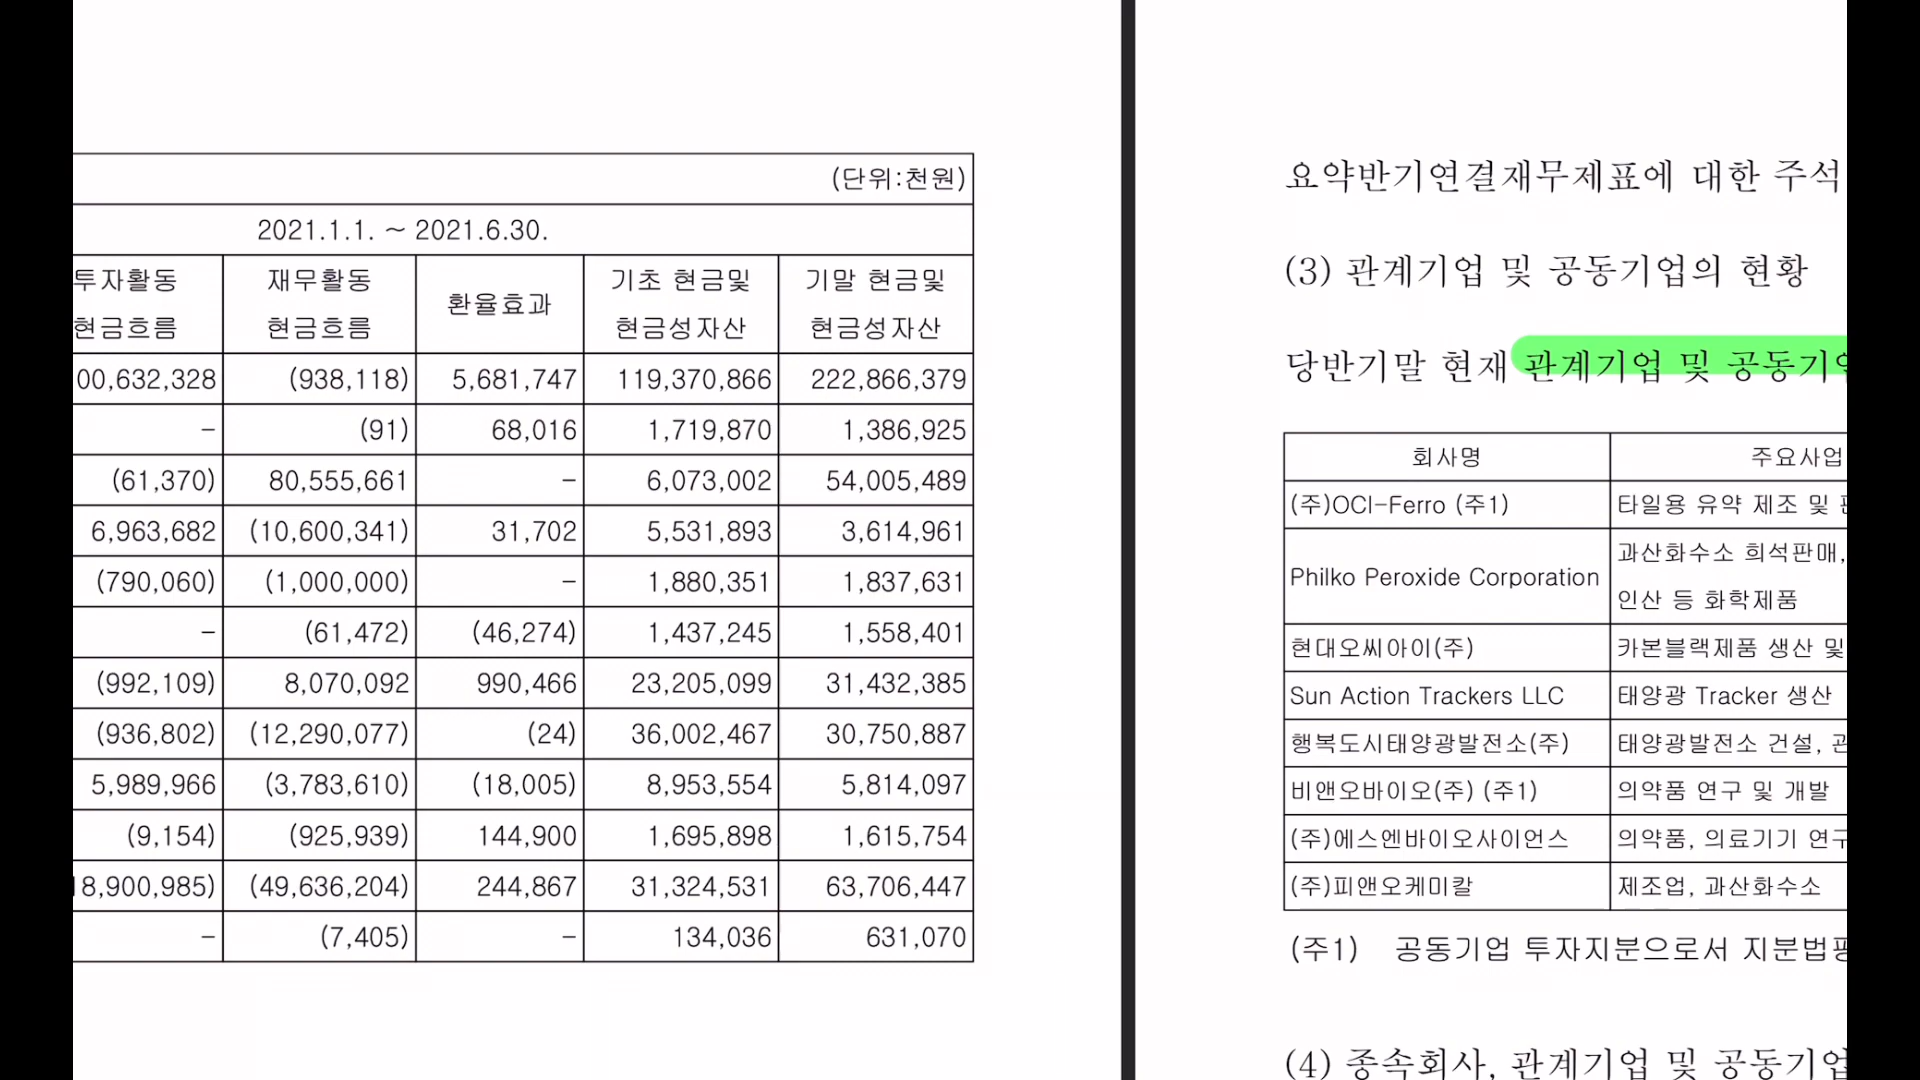 (단위:천원)
2021.1.1. ~ 2021.6.30.
투자활동 현금흐름 재무활동 현금흐름 환율효과 기초 현금및 현금성자산 기말 현금및 현금성자산
00,632,328 (938,118) 5,681,747 119,370,866 222,866,379
– (91) 68,016 1,719,870 1,386,925
(61,370) 80,555,661 – 6,073,002 54,005,489
6,963,682 (10,600,341) 31,702 5,531,893 3,614,961
(790,060) (1,000,000) – 1,880,351 1,837,631
– (61,472) (46,274) 1,437,245 1,558,401
(992,109) 8,070,092 990,466 23,205,099 31,432,385
(936,802) (12,290,077) (24) 36,002,467 30,750,887
5,989,966 (3,783,610) (18,005) 8,953,554 5,814,097
(9,154) (925,939) 144,900 1,695,898 1,615,754
8,900,985) (49,636,204) 244,867 31,324,531 63,706,447
– (7,405) – 134,036 631,070
요약반기연결재무제표에 대한 주석
(3) 관계기업 및 공동기업의 현황
당반기말 현재 관계기업 및 공동기
회사명 주요사업
(주)OCI-Ferro (주1) 타일용 유약 제조 및
Philko Peroxide Corporation 과산화수소 희석판매,
인산 등 화학제품
현대오씨아이(주) 카본블랙제품 생산 및
Sun Action Trackers LLC 태양광 Tracker 생산
행복도시태양광발전소(주) 태양광발전소 건설,
비앤오바이오(주) (주1) 의약품 연구 및 개발
(주)에스엔바이오사이언스 의약품, 의료기기 연구
(주)피앤오케미칼 제조업, 과산화수소
(주1) 공동기업 투자지분으로서 지분법
(4) 종속회사, 관계기업 및 공동기업